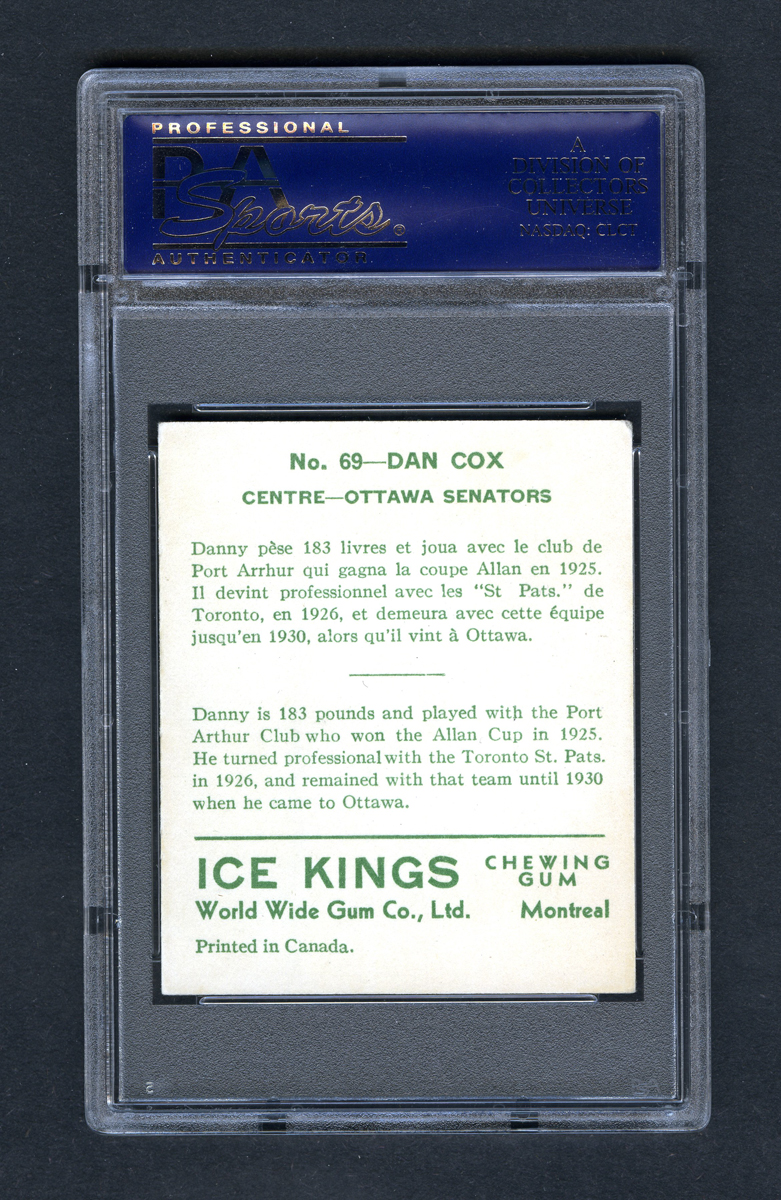 PROFESSIONAL
PSA
Sports®
AUTHENTICATOR
A
DIVISION OF
COLLECTORS
UNIVERSE
NASDAQ: CLCT
No. 69—DAN COX
CENTRE—OTTAWA SENATORS
Danny pèse 183 livres et joua avec le club de
Port Arrhur qui gagna la coupe Allan en 1925.
Il devint professionnel avec les "St Pats." de
Toronto, en 1926, et demeura avec cette équipe
jusqu'en 1930, alors qu'il vint à Ottawa.
Danny is 183 pounds and played with the Port
Arthur Club who won the Allan Cup in 1925.
He turned professional with the Toronto St. Pats.
in 1926, and remained with that team until 1930
when he came to Ottawa.
ICE KINGS CHEWING GUM
World Wide Gum Co., Ltd. Montreal
Printed in Canada.